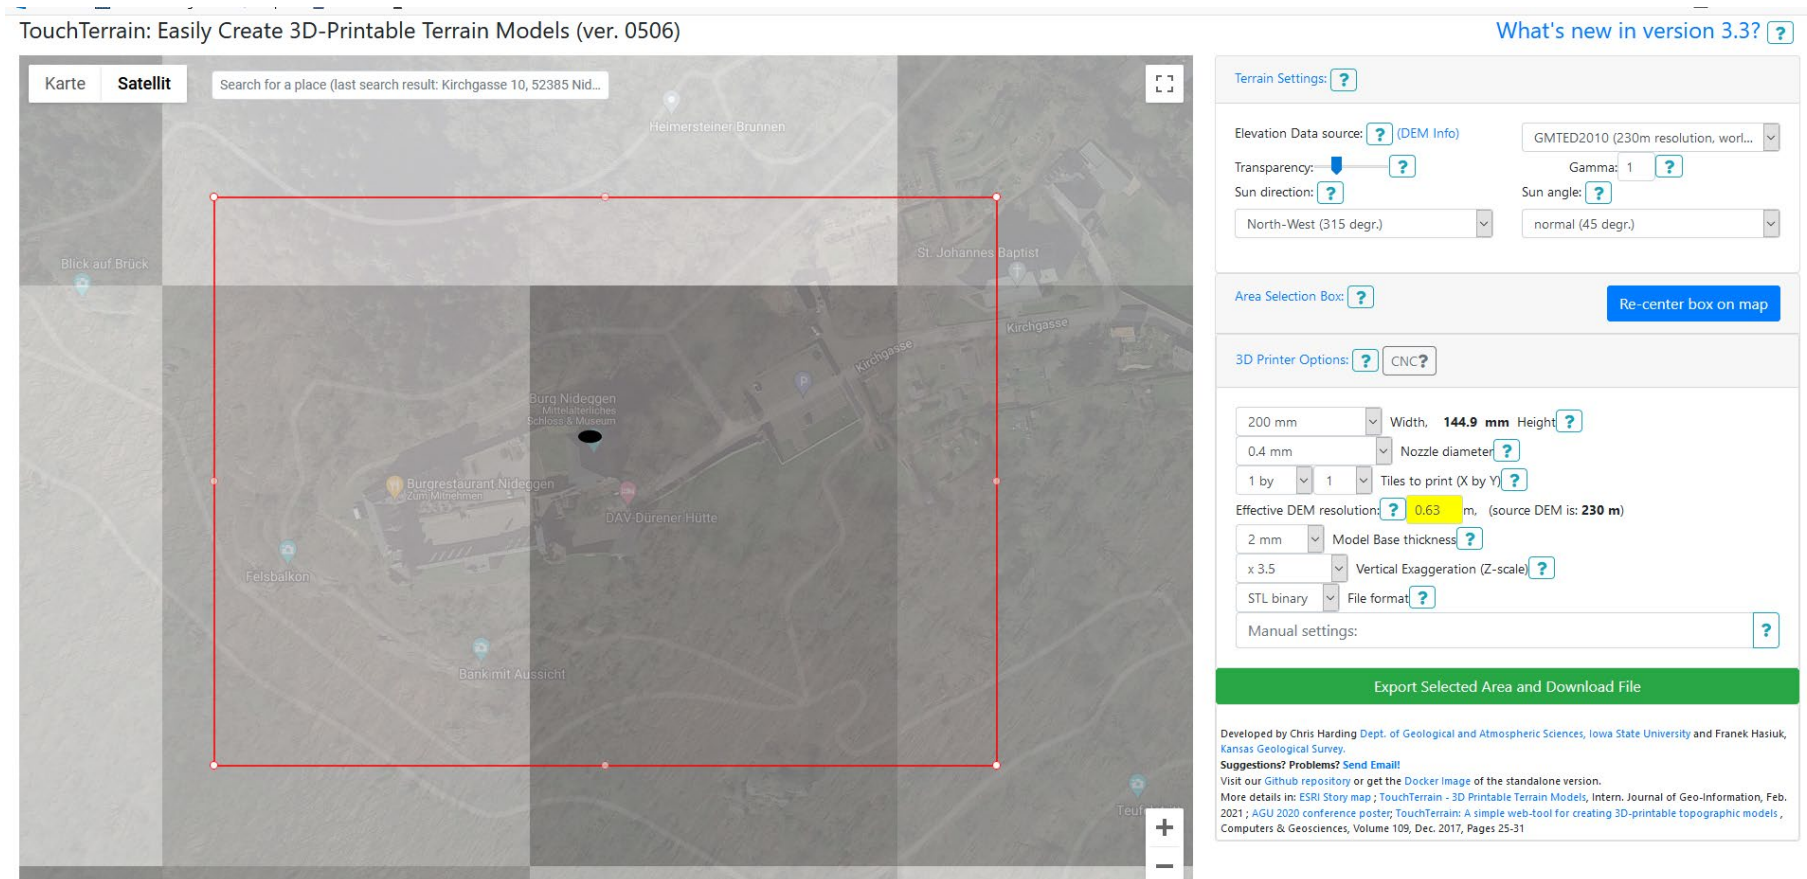 TouchTerrain: Easily Create 3D-Printable Terrain Models (ver. 0506)
What's new in version 3.3? ?
Karte Satellit
Search for a place (last search result: Kirchgasse 10, 52385 Nid...
Heimersteiner Brunnen
Blick auf Brück
St. Johannes Baptist
Kirchgasse
Kirchgasse
P
Burg Nideggen
Mittelalterliches
Schloss & Museum
Burgrestaurant Nideggen
Zum Mitnehmen
DAV-Dürener Hütte
Felsbalkon
Bank mit Aussicht
Terrain Settings: ?
Elevation Data source: ? (DEM Info)
GMTED2010 (230m resolution, worl...
Transparency: ?
Gamma: 1 ?
Sun direction: ?
Sun angle: ?
North-West (315 degr.)
normal (45 degr.)
Area Selection Box: ?
Re-center box on map
3D Printer Options: ? CNC?
200 mm Width, 144.9 mm Height ?
0.4 mm Nozzle diameter ?
1 by 1 Tiles to print (X by Y) ?
Effective DEM resolution: ? 0.63 m, (source DEM is: 230 m)
2 mm Model Base thickness ?
x 3.5 Vertical Exaggeration (Z-scale) ?
STL binary File format ?
Manual settings: ?
Export Selected Area and Download File
Developed by Chris Harding Dept. of Geological and Atmospheric Sciences, Iowa State University and Franek Hasiuk,
Kansas Geological Survey.
Suggestions? Problems? Send Email!
Visit our Github repository or get the Docker Image of the standalone version.
More details in: ESRI Story map ; TouchTerrain - 3D Printable Terrain Models, Intern. Journal of Geo-Information, Feb.
2021 ; AGU 2020 conference poster; TouchTerrain: A simple web-tool for creating 3D-printable topographic models ,
Computers & Geosciences, Volume 109, Dec. 2017, Pages 25-31